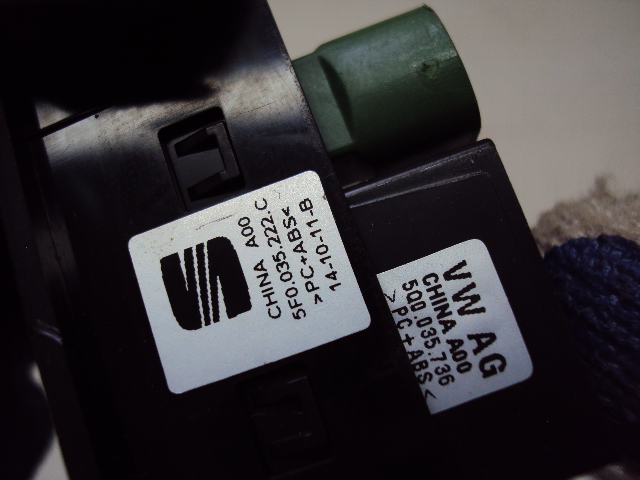 CHINA A00
5F0.035.222.C
>PC+ABS<
14-10-11-B
VW AG
CHINA A00
5Q0.035.736
>PC+ABS<